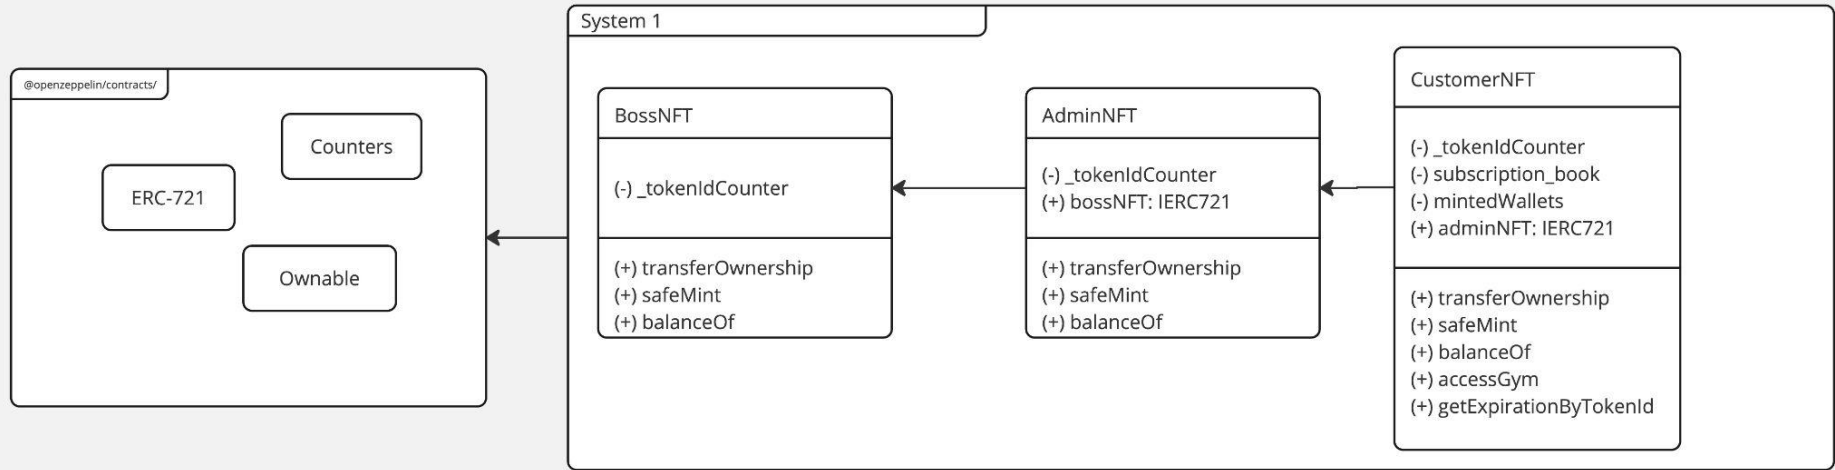 @openzeppelin/contracts/
Counters
ERC-721
Ownable
System 1
BossNFT
(-) _tokenIdCounter
(+) transferOwnership
(+) safeMint
(+) balanceOf
AdminNFT
(-) _tokenIdCounter
(+) bossNFT: IERC721
(+) transferOwnership
(+) safeMint
(+) balanceOf
CustomerNFT
(-) _tokenIdCounter
(-) subscription_book
(-) mintedWallets
(+) adminNFT: IERC721
(+) transferOwnership
(+) safeMint
(+) balanceOf
(+) accessGym
(+) getExpirationByTokenId